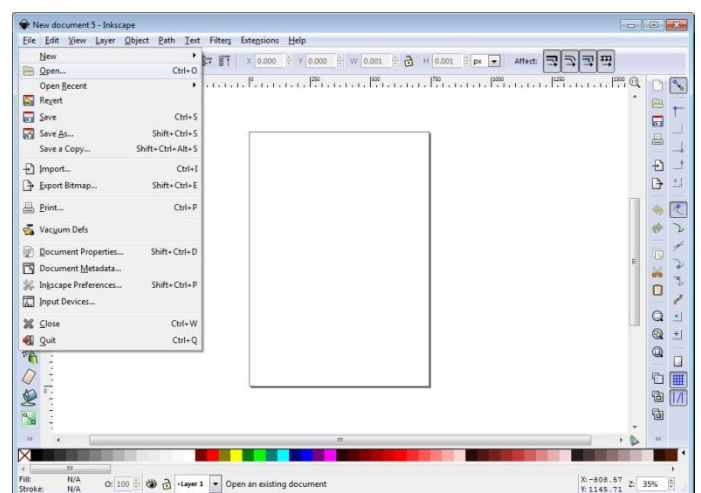 New document 5 - Inkscape
File Edit View Layer Object Path Text Filters Extensions Help
X 0.000 Y 0.000 W 0.001 H 0.001 px Affect:
New
Open... Ctrl+O
Open Recent
Revert
Save Ctrl+S
Save As... Shift+Ctrl+S
Save a Copy... Shift+Ctrl+Alt+S
Import... Ctrl+I
Export Bitmap... Shift+Ctrl+E
Print... Ctrl+P
Vacuum Defs
Document Properties... Shift+Ctrl+D
Document Metadata...
Inkscape Preferences... Shift+Ctrl+P
Input Devices...
Close Ctrl+W
Quit Ctrl+Q
0 250 500 750 1000 1250 1500
0
Fill: N/A
Stroke: N/A
O: 100
Layer 1
Open an existing document
X: -808.57
Y: 1145.71
Z: 35%